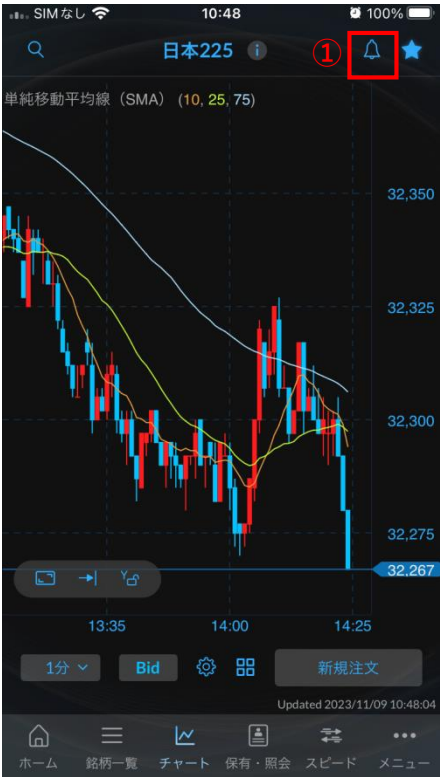 SIMなし 10:48 100%
日本225 i ①
単純移動平均線（SMA） (10, 25, 75)
32,350
32,325
32,300
32,275
32,267
Y
13:35 14:00 14:25
1分 Bid 新規注文
Updated 2023/11/09 10:48:04
ホーム 銘柄一覧 チャート 保有・照会 スピード メニュー